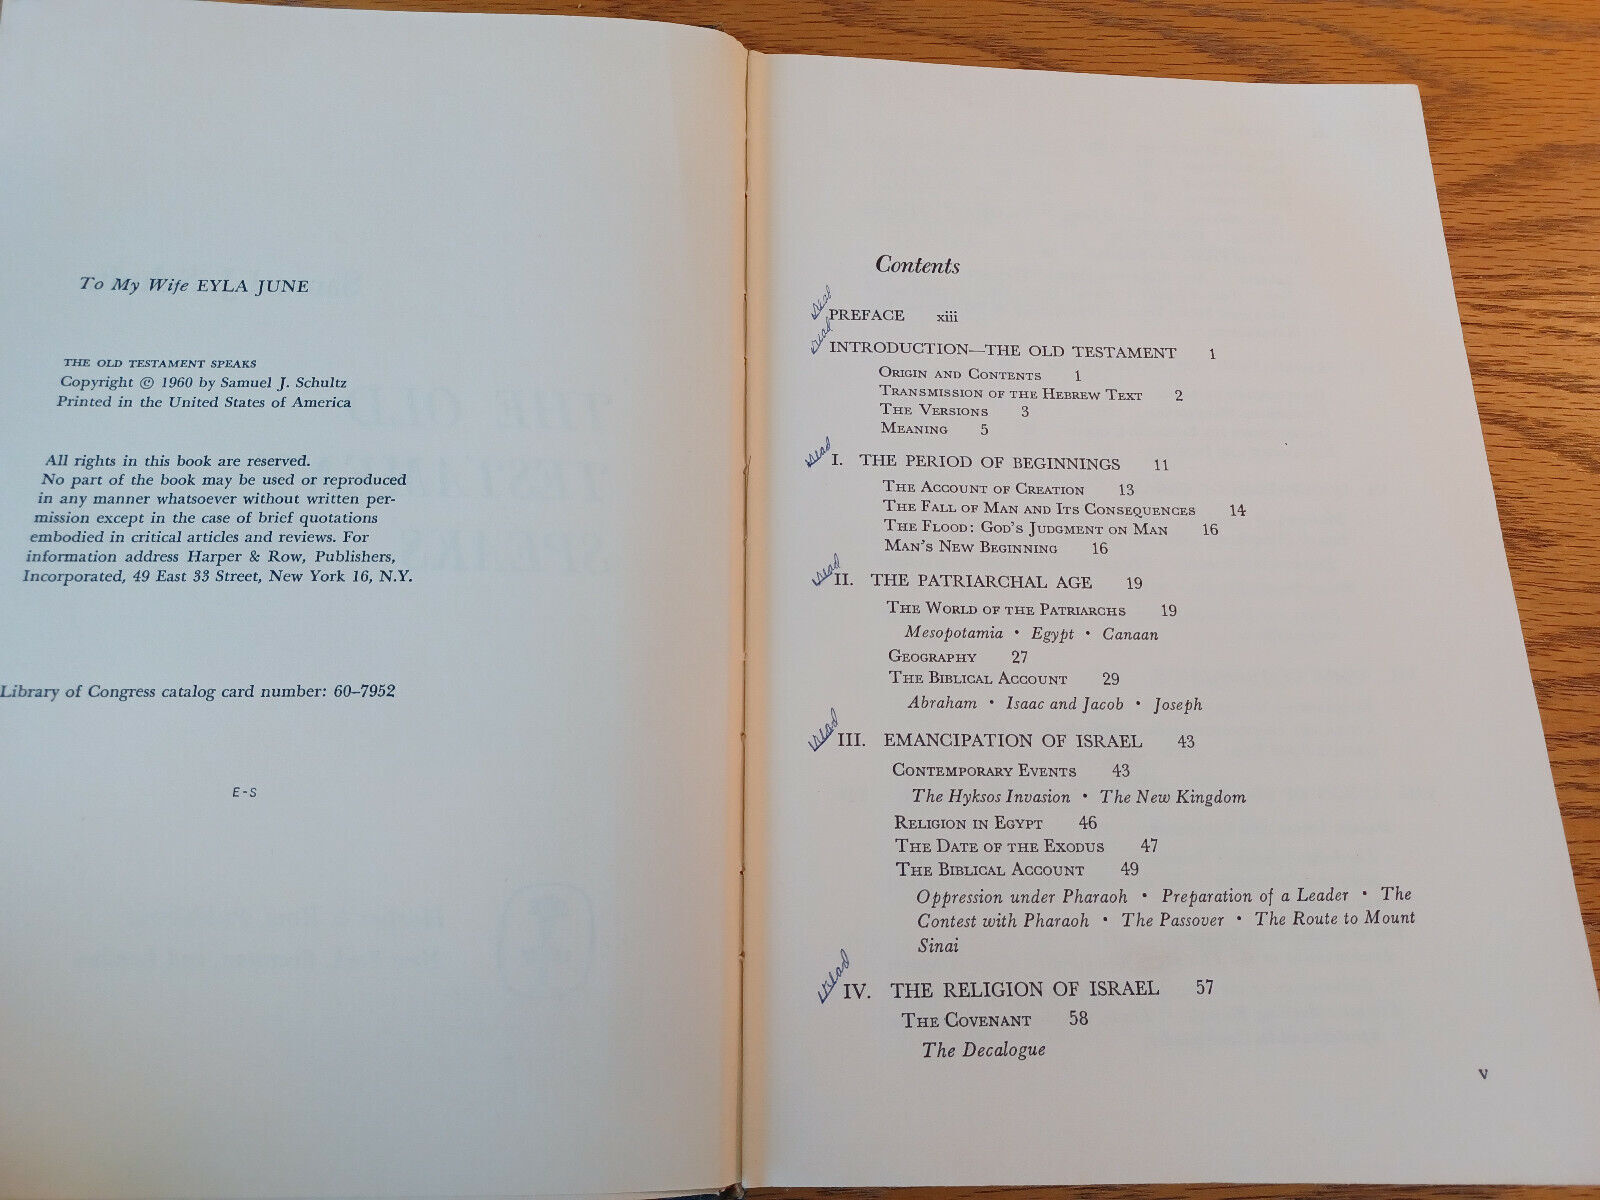 To My Wife EYLA JUNE
THE OLD TESTAMENT SPEAKS
Copyright © 1960 by Samuel J. Schultz
Printed in the United States of America
All rights in this book are reserved.
No part of the book may be used or reproduced
in any manner whatsoever without written per-
mission except in the case of brief quotations
embodied in critical articles and reviews. For
information address Harper & Row, Publishers,
Incorporated, 49 East 33 Street, New York 16, N.Y.
Library of Congress catalog card number: 60–7952
E-S
Contents
read
PREFACE xiii
read
INTRODUCTION—THE OLD TESTAMENT 1
ORIGIN AND CONTENTS 1
TRANSMISSION OF THE HEBREW TEXT 2
THE VERSIONS 3
MEANING 5
read
I. THE PERIOD OF BEGINNINGS 11
THE ACCOUNT OF CREATION 13
THE FALL OF MAN AND ITS CONSEQUENCES 14
THE FLOOD: GOD'S JUDGMENT ON MAN 16
MAN'S NEW BEGINNING 16
read
II. THE PATRIARCHAL AGE 19
THE WORLD OF THE PATRIARCHS 19
Mesopotamia • Egypt • Canaan
GEOGRAPHY 27
THE BIBLICAL ACCOUNT 29
Abraham • Isaac and Jacob • Joseph
read
III. EMANCIPATION OF ISRAEL 43
CONTEMPORARY EVENTS 43
The Hyksos Invasion • The New Kingdom
RELIGION IN EGYPT 46
THE DATE OF THE EXODUS 47
THE BIBLICAL ACCOUNT 49
Oppression under Pharaoh • Preparation of a Leader • The
Contest with Pharaoh • The Passover • The Route to Mount
Sinai
read
IV. THE RELIGION OF ISRAEL 57
THE COVENANT 58
The Decalogue
v